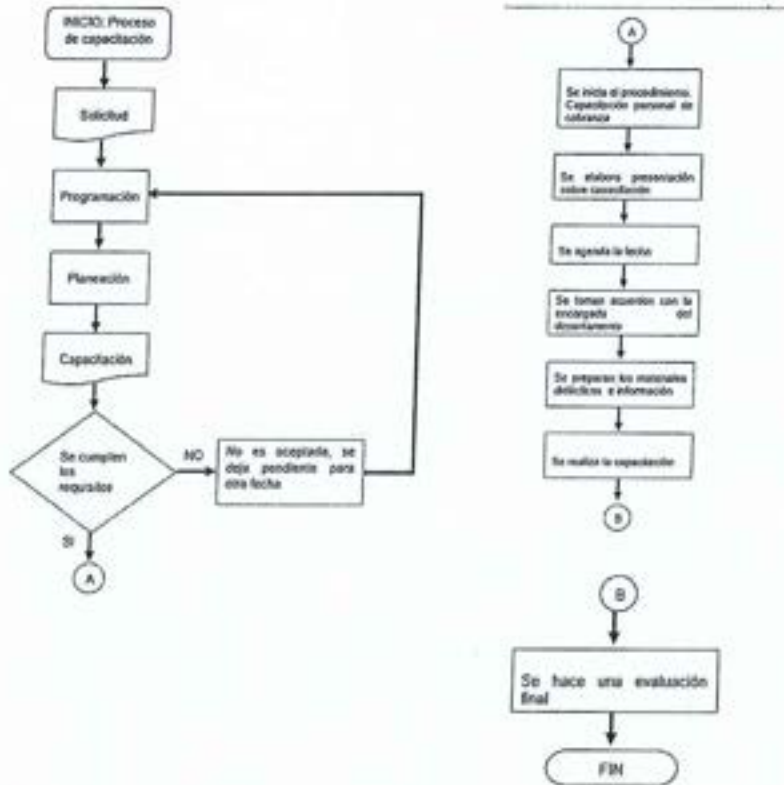 INICIO: Proceso
de capacitación
Solicitud
Programación
Planeación
Capacitación
Se cumplen
los
requisitos
NO
No es aceptada, se
deja pendiente para
otra fecha
SI
A
A
Se inicia el procedimiento.
Capacitación personal de
cobranza
Se elabora presentación
sobre capacitación
Se agenda la fecha
Se toman acuerdos con la
encargada del
departamento
Se preparan los materiales
didácticos e información
Se realiza la capacitación
B
B
Se hace una evaluación
final
FIN